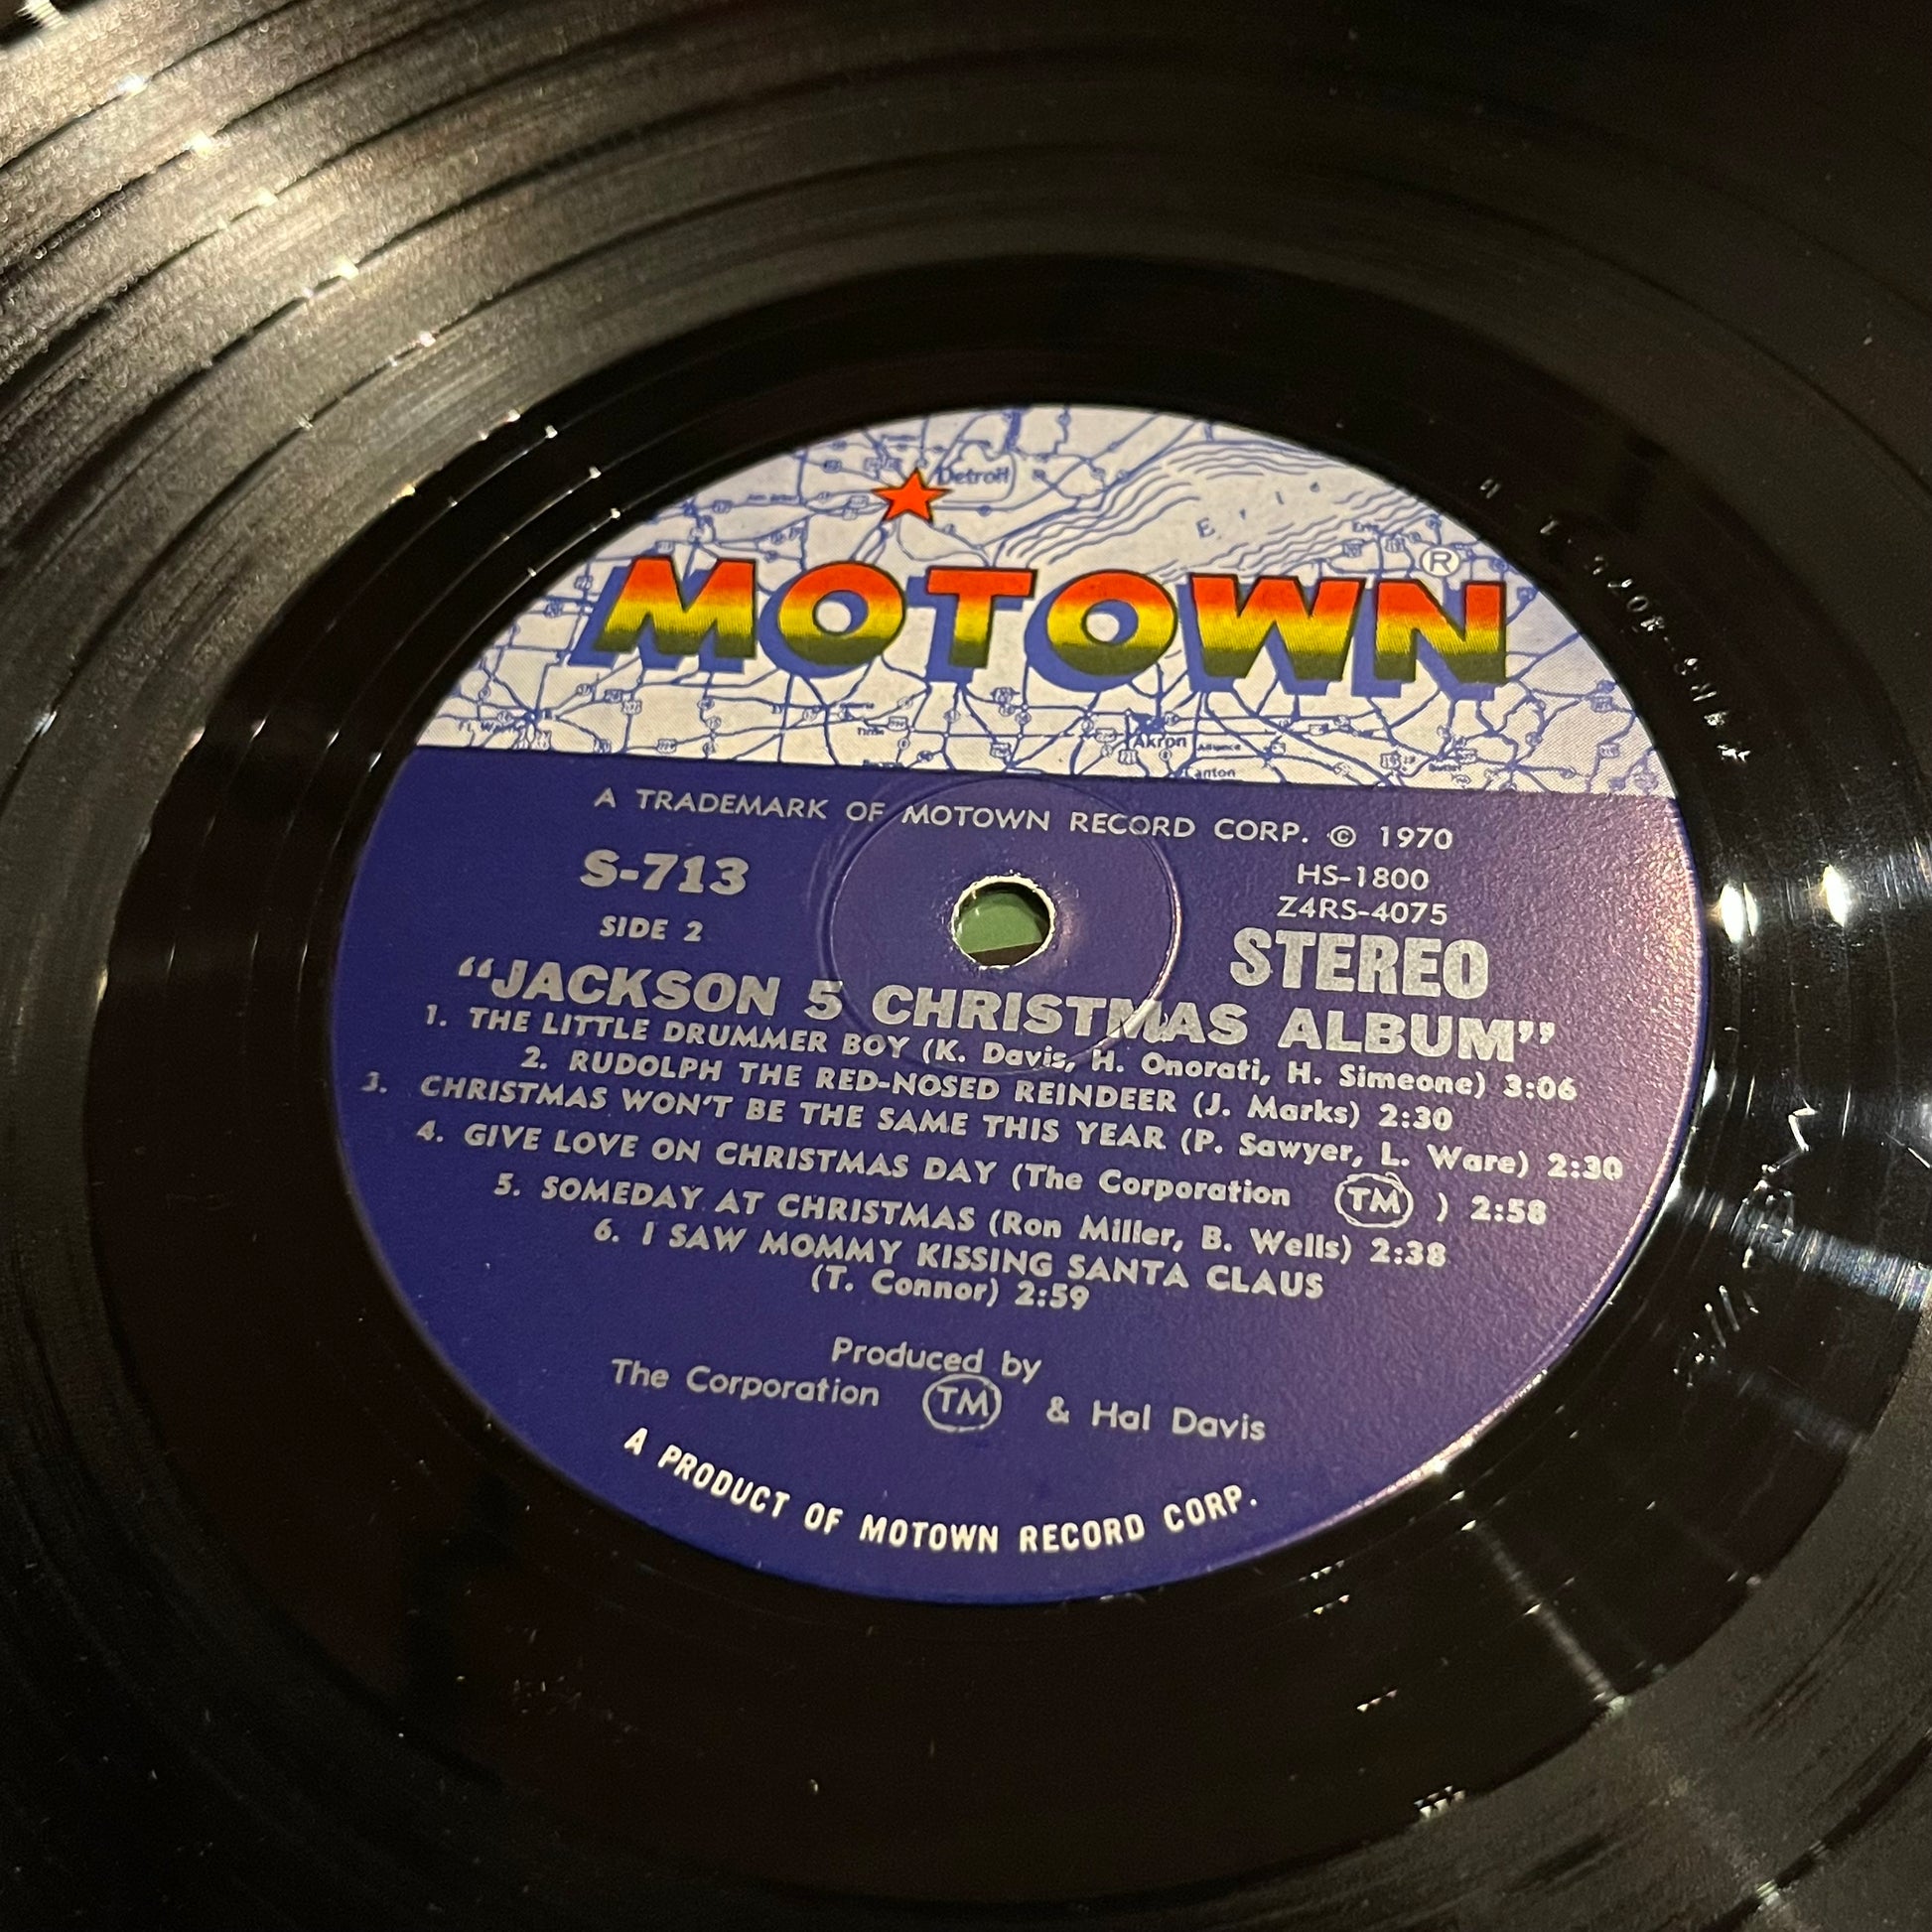 Detroit
E r i e
MOTOWN®
Akron
Alliance
Canton
A TRADEMARK OF MOTOWN RECORD CORP. © 1970
S-713
HS-1800
SIDE 2
Z4RS-4075
STEREO
“JACKSON 5 CHRISTMAS ALBUM”
1. THE LITTLE DRUMMER BOY (K. Davis, H. Onorati, H. Simeone) 3:06
2. RUDOLPH THE RED-NOSED REINDEER (J. Marks) 2:30
3. CHRISTMAS WON'T BE THE SAME THIS YEAR (P. Sawyer, L. Ware) 2:30
4. GIVE LOVE ON CHRISTMAS DAY (The Corporation TM ) 2:58
5. SOMEDAY AT CHRISTMAS (Ron Miller, B. Wells) 2:38
6. I SAW MOMMY KISSING SANTA CLAUS
(T. Connor) 2:59
Produced by
The Corporation TM & Hal Davis
A PRODUCT OF MOTOWN RECORD CORP.